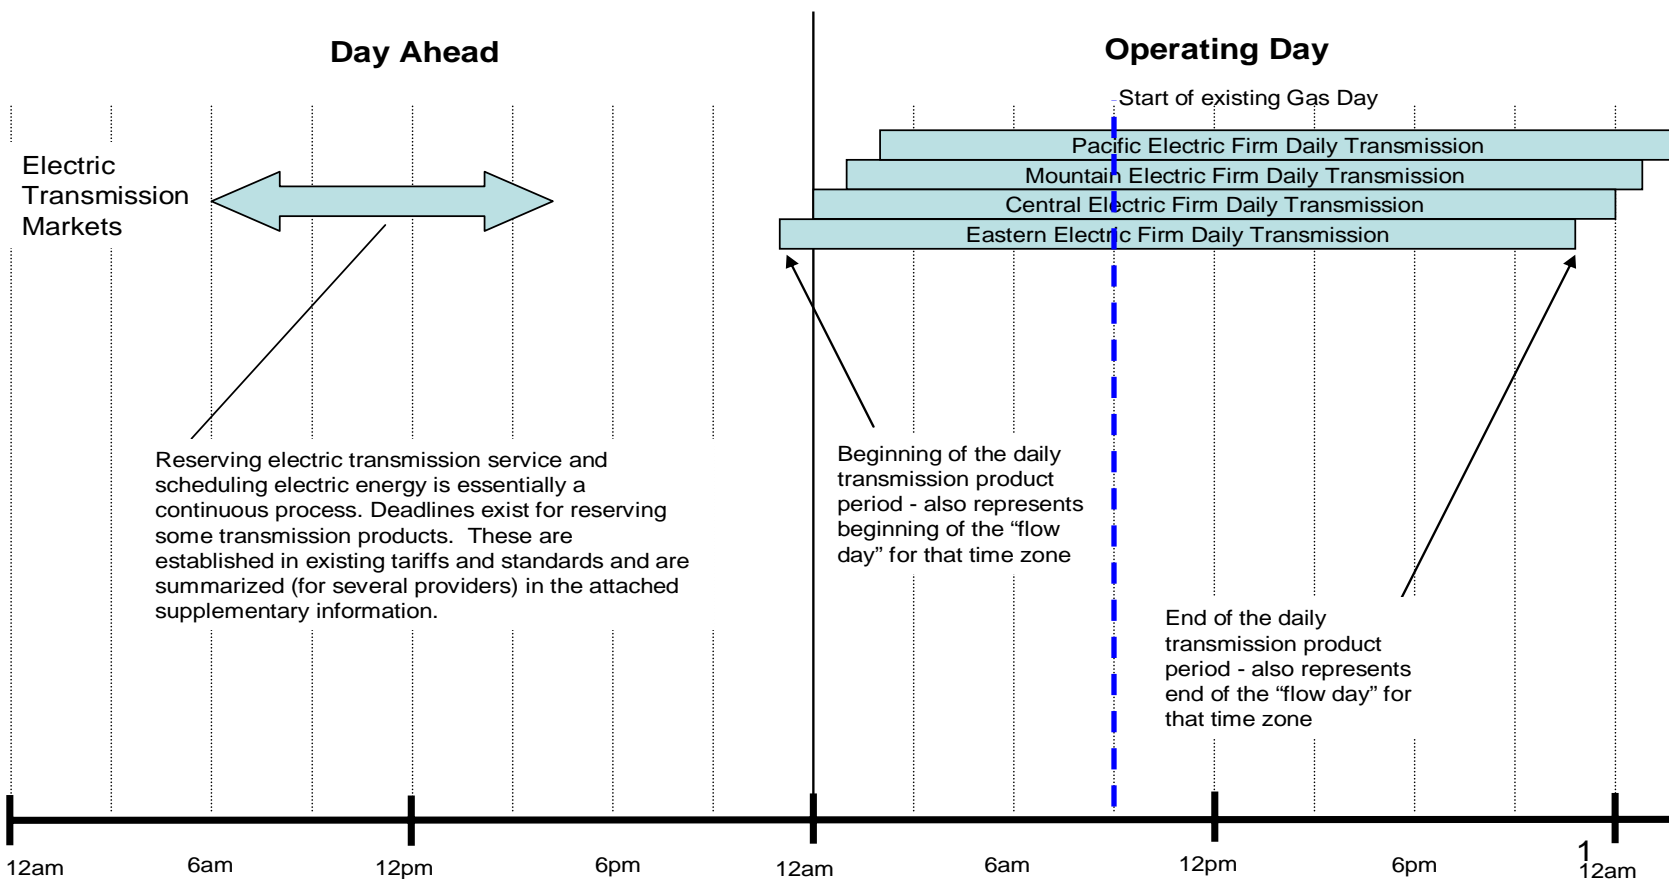 Day Ahead
Operating Day
Start of existing Gas Day
Pacific Electric Firm Daily Transmission
Mountain Electric Firm Daily Transmission
Central Electric Firm Daily Transmission
Eastern Electric Firm Daily Transmission
Electric
Transmission
Markets
Reserving electric transmission service and
scheduling electric energy is essentially a
continuous process. Deadlines exist for reserving
some transmission products.  These are
established in existing tariffs and standards and are
summarized (for several providers) in the attached
supplementary information.
Beginning of the daily
transmission product
period - also represents
beginning of the “flow
day” for that time zone
End of the daily
transmission product
period - also represents
end of the “flow day” for
that time zone
12am
6am
12pm
6pm
12am
6am
12pm
6pm
12am
1